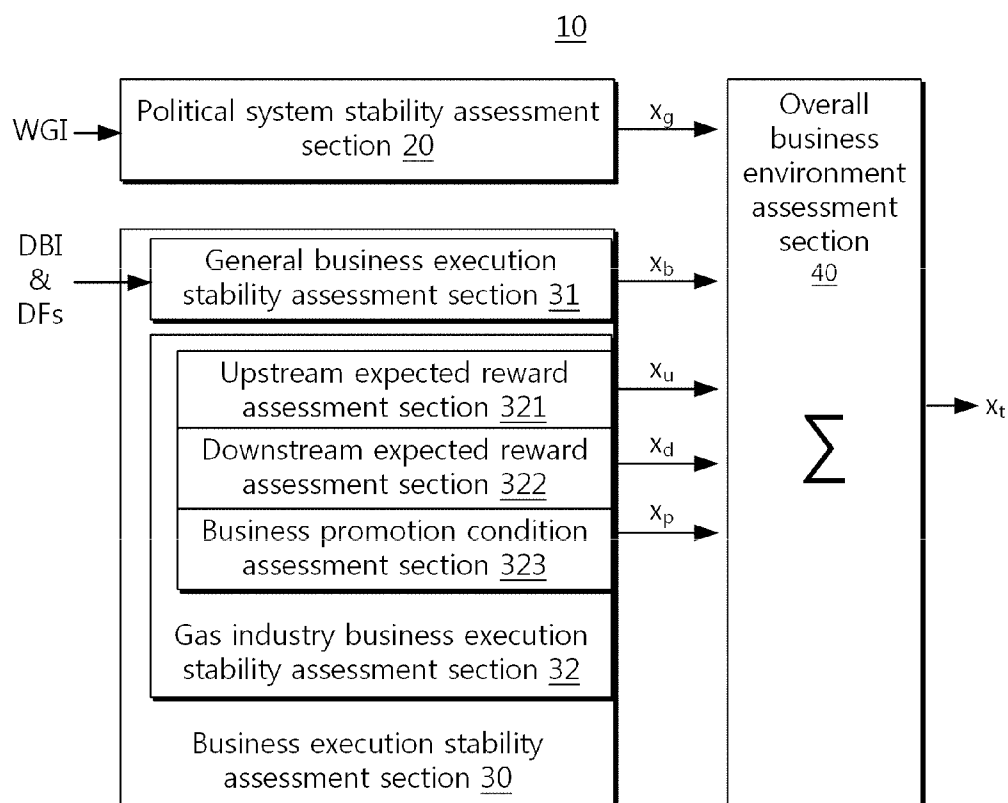 10
WGI
Political system stability assessment
section 20
xg
Overall
business
environment
assessment
section
40
DBI
&
DFs
General business execution
stability assessment section 31
xb
Upstream expected reward
assessment section 321
xu
Downstream expected reward
assessment section 322
xd
Business promotion condition
assessment section 323
xp
∑
xt
Gas industry business execution
stability assessment section 32
Business execution stability
assessment section 30